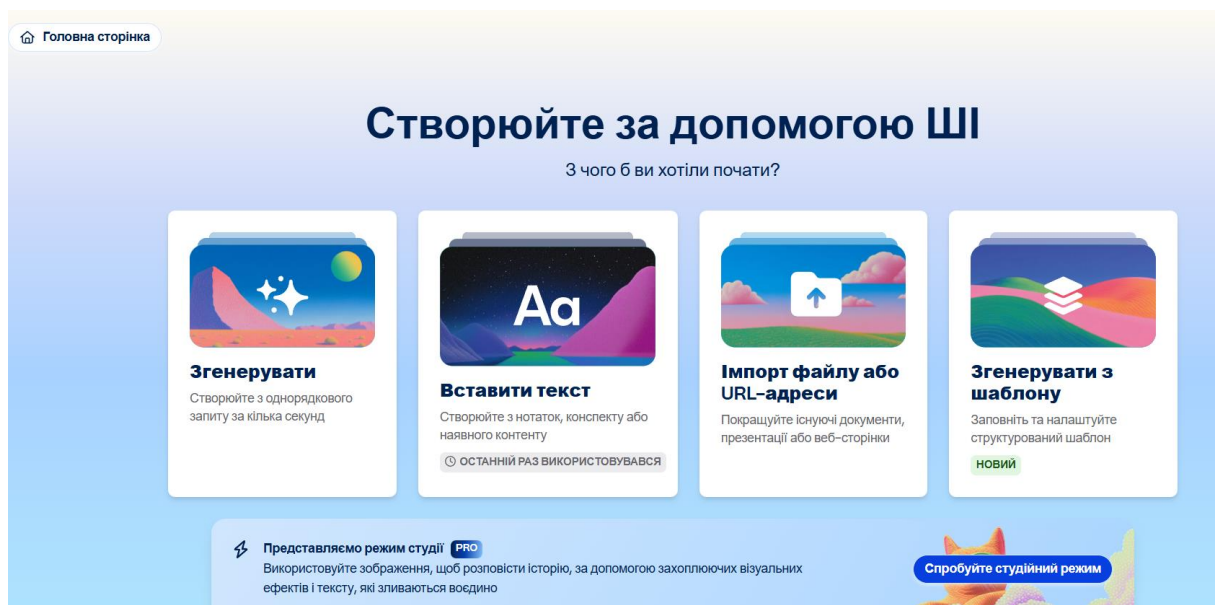 Головна сторінка
Створюйте за допомогою ШІ
З чого б ви хотіли почати?
Згенерувати
Створюйте з однорядкового
запиту за кілька секунд
Aa
Вставити текст
Створюйте з нотаток, конспекту або
наявного контенту
ОСТАННІЙ РАЗ ВИКОРИСТОВУВАВСЯ
Імпорт файлу або
URL-адреси
Покращуйте існуючі документи,
презентації або веб-сторінки
Згенерувати з
шаблону
Заповніть та налаштуйте
структурований шаблон
НОВИЙ
Представляємо режим студії PRO
Використовуйте зображення, щоб розповісти історію, за допомогою захоплюючих візуальних
ефектів і тексту, які зливаються воєдино
Спробуйте студійний режим